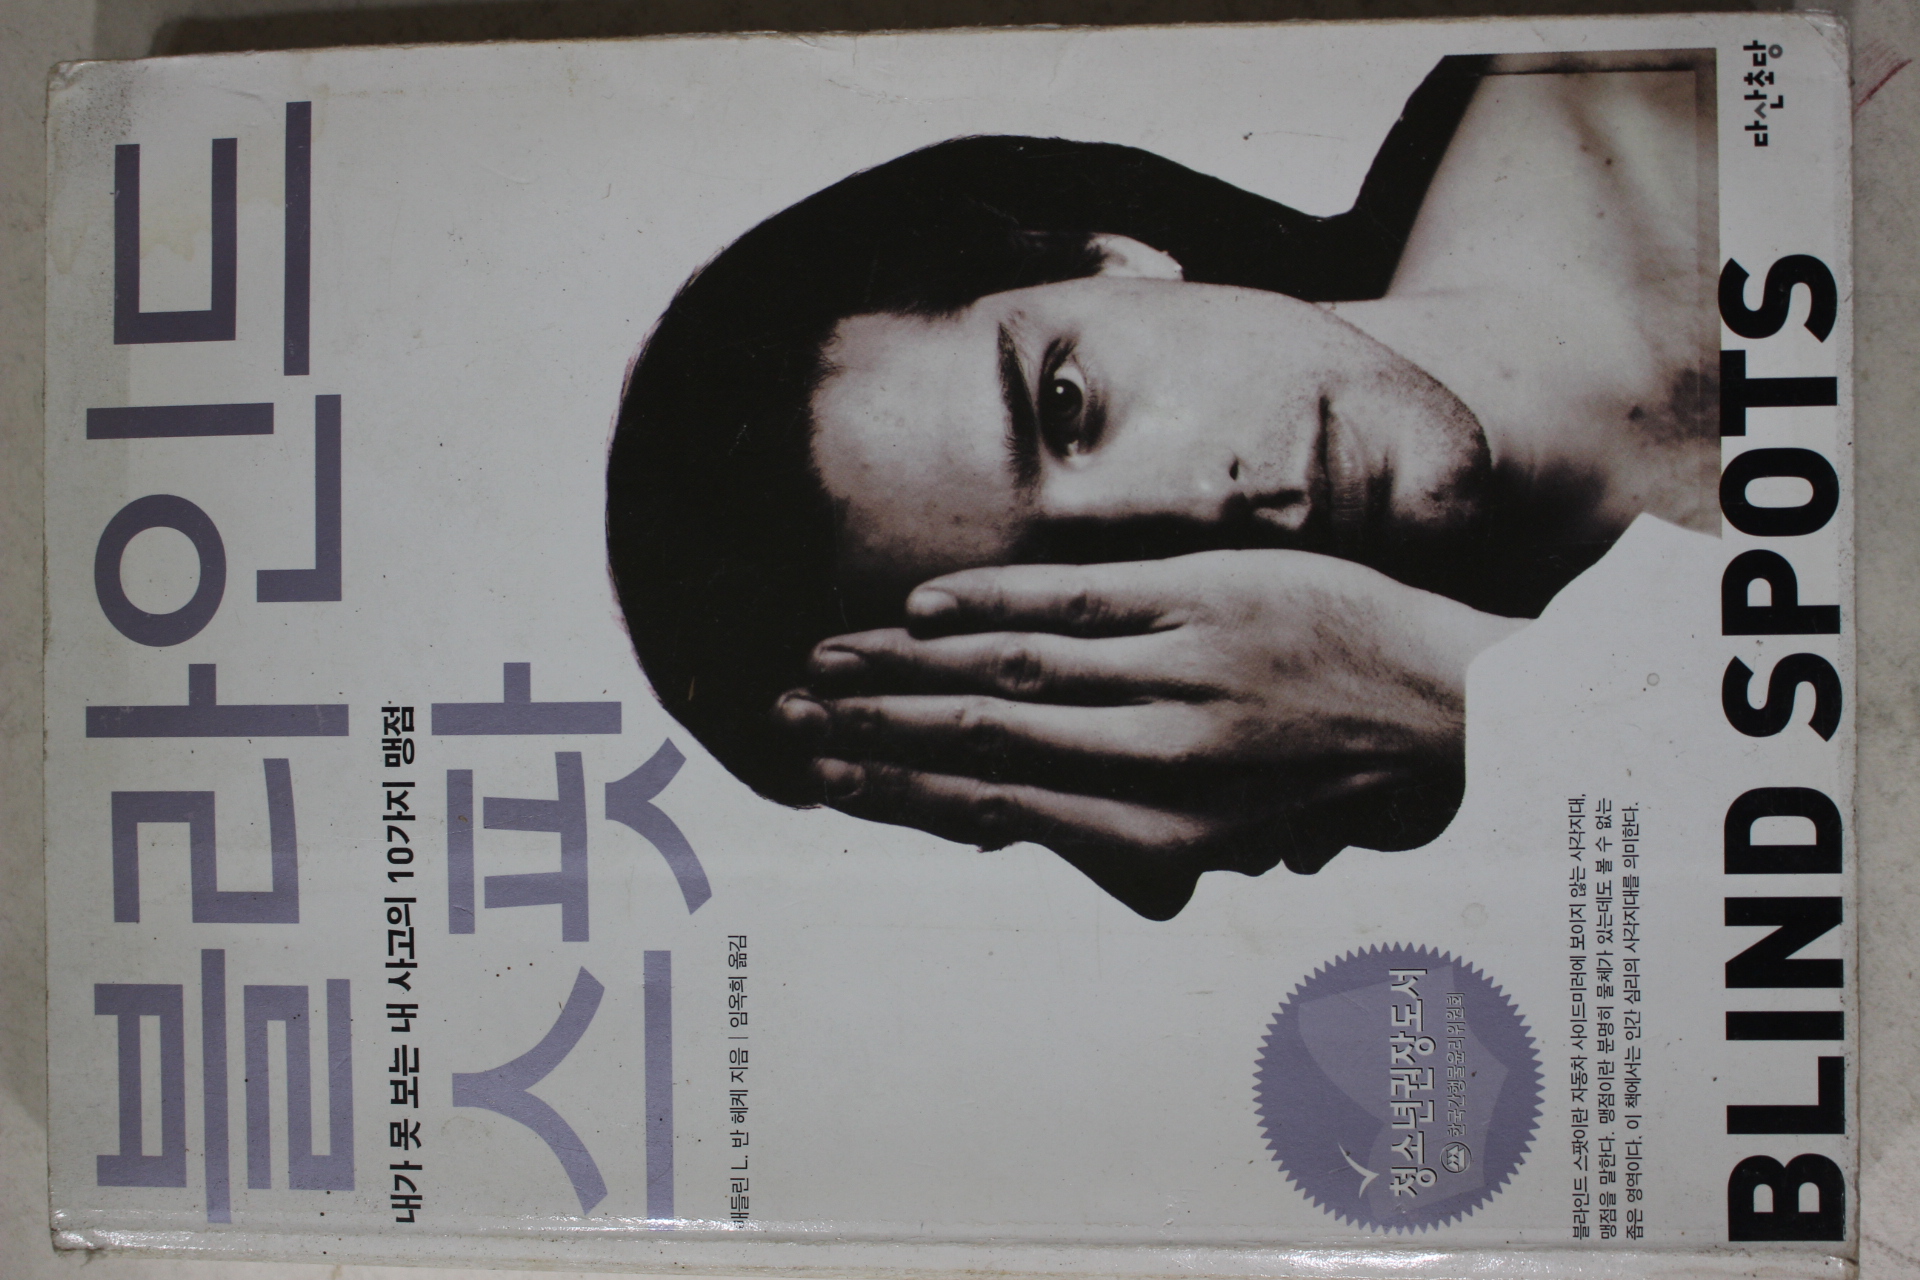 블라인드
내가 못 보는 내 사고의 10가지 맹점
스팟
매들린 L. 반 헤케 지음 | 임옥희 옮김
청소년권장도서
한국간행물윤리위원회
블라인드 스팟이란 자동차 사이드미러에 보이지 않는 사각지대,
맹점을 말한다. 맹점이란 분명히 물체가 있는데도 볼 수 없는
좁은 영역이다. 이 책에서는 인간 심리의 사각지대를 의미한다.
BLIND SPOTS
다산초당